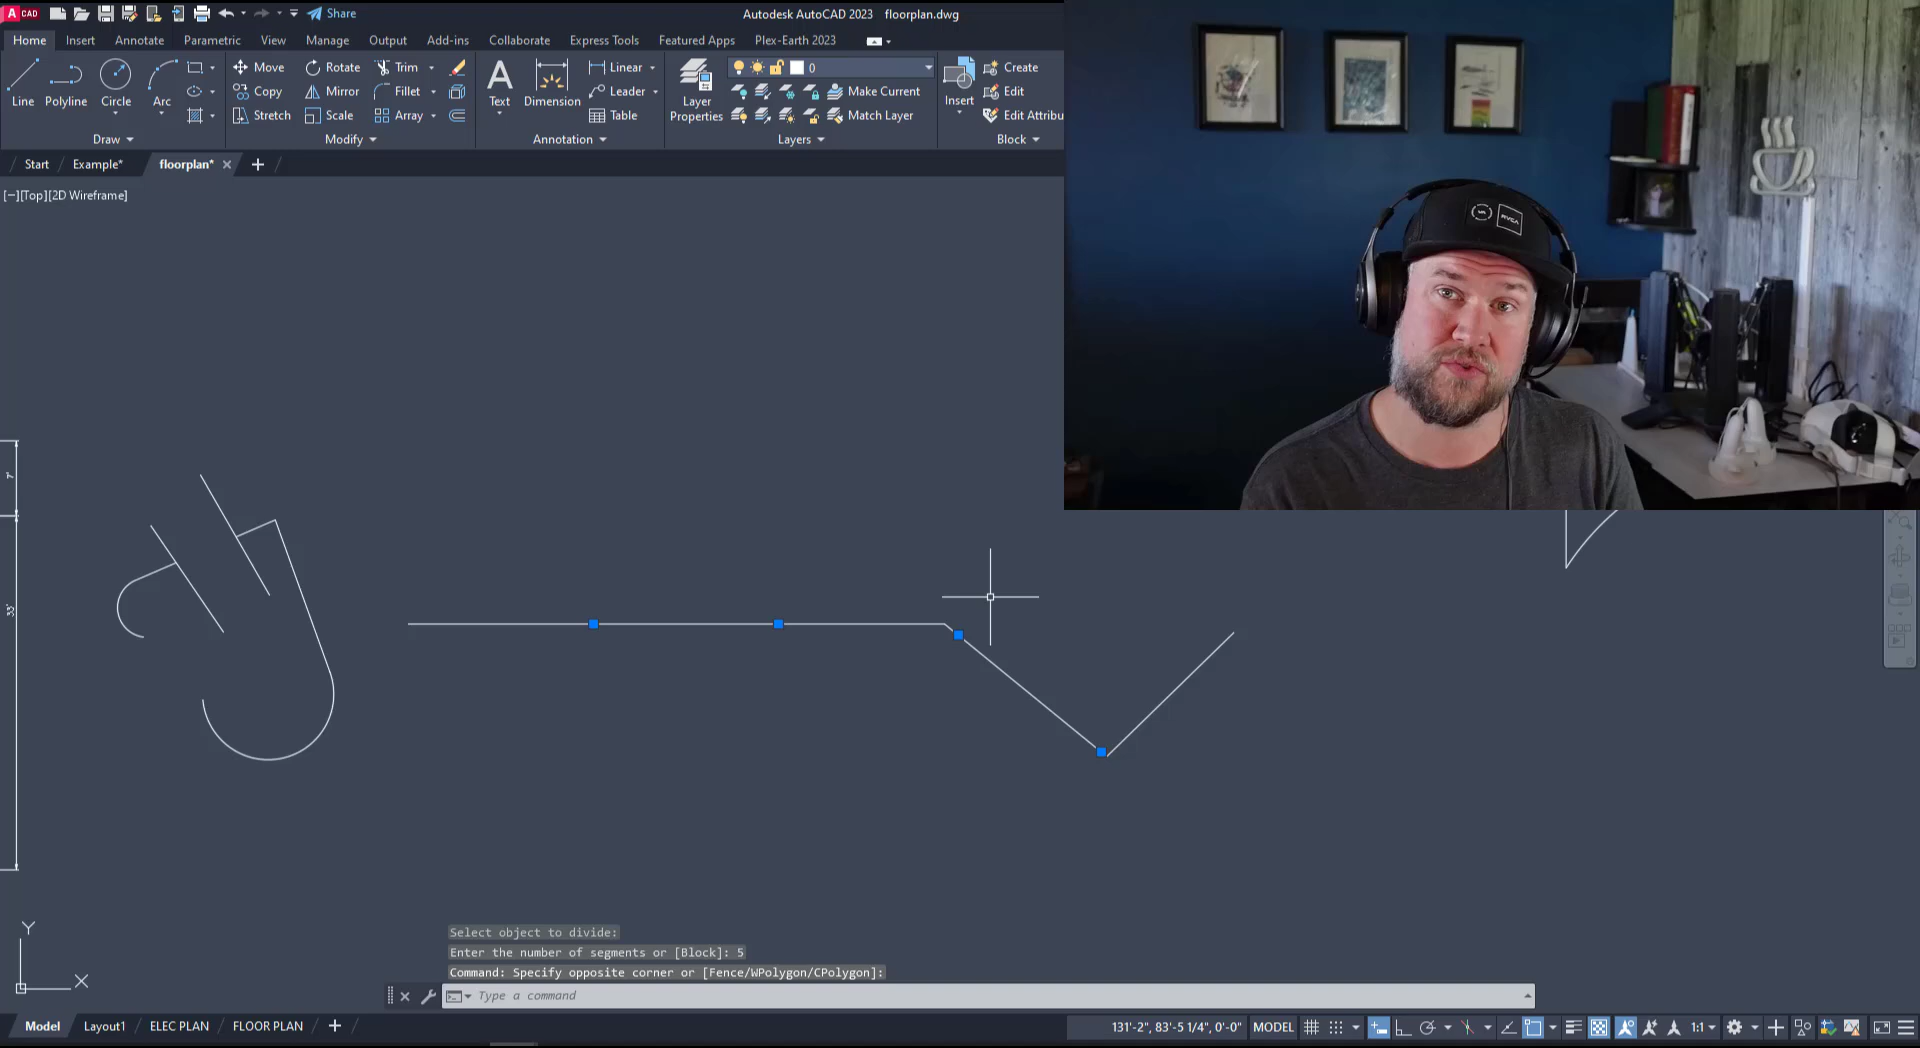 A CAD
Share
Autodesk AutoCAD 2023 floorplan.dwg
Home Insert Annotate Parametric View Manage Output Add-ins Collaborate Express Tools Featured Apps Plex-Earth 2023
Line Polyline Circle Arc
Draw
Move Rotate Trim
Copy Mirror Fillet
Stretch Scale Array
Modify
Text Dimension
Linear
Leader
Table
Annotation
Layer Properties
0
Make Current
Match Layer
Layers
Insert
Create
Edit
Edit Attribu
Block
Start Example* floorplan*
[−][Top][2D Wireframe]
RVCA
7'
33'
Y
X
Select object to divide:
Enter the number of segments or [Block]: 5
Command: Specify opposite corner or [Fence/WPolygon/CPolygon]:
Type a command
Model Layout1 ELEC PLAN FLOOR PLAN
131'-2", 83'-5 1/4", 0'-0" MODEL 1:1